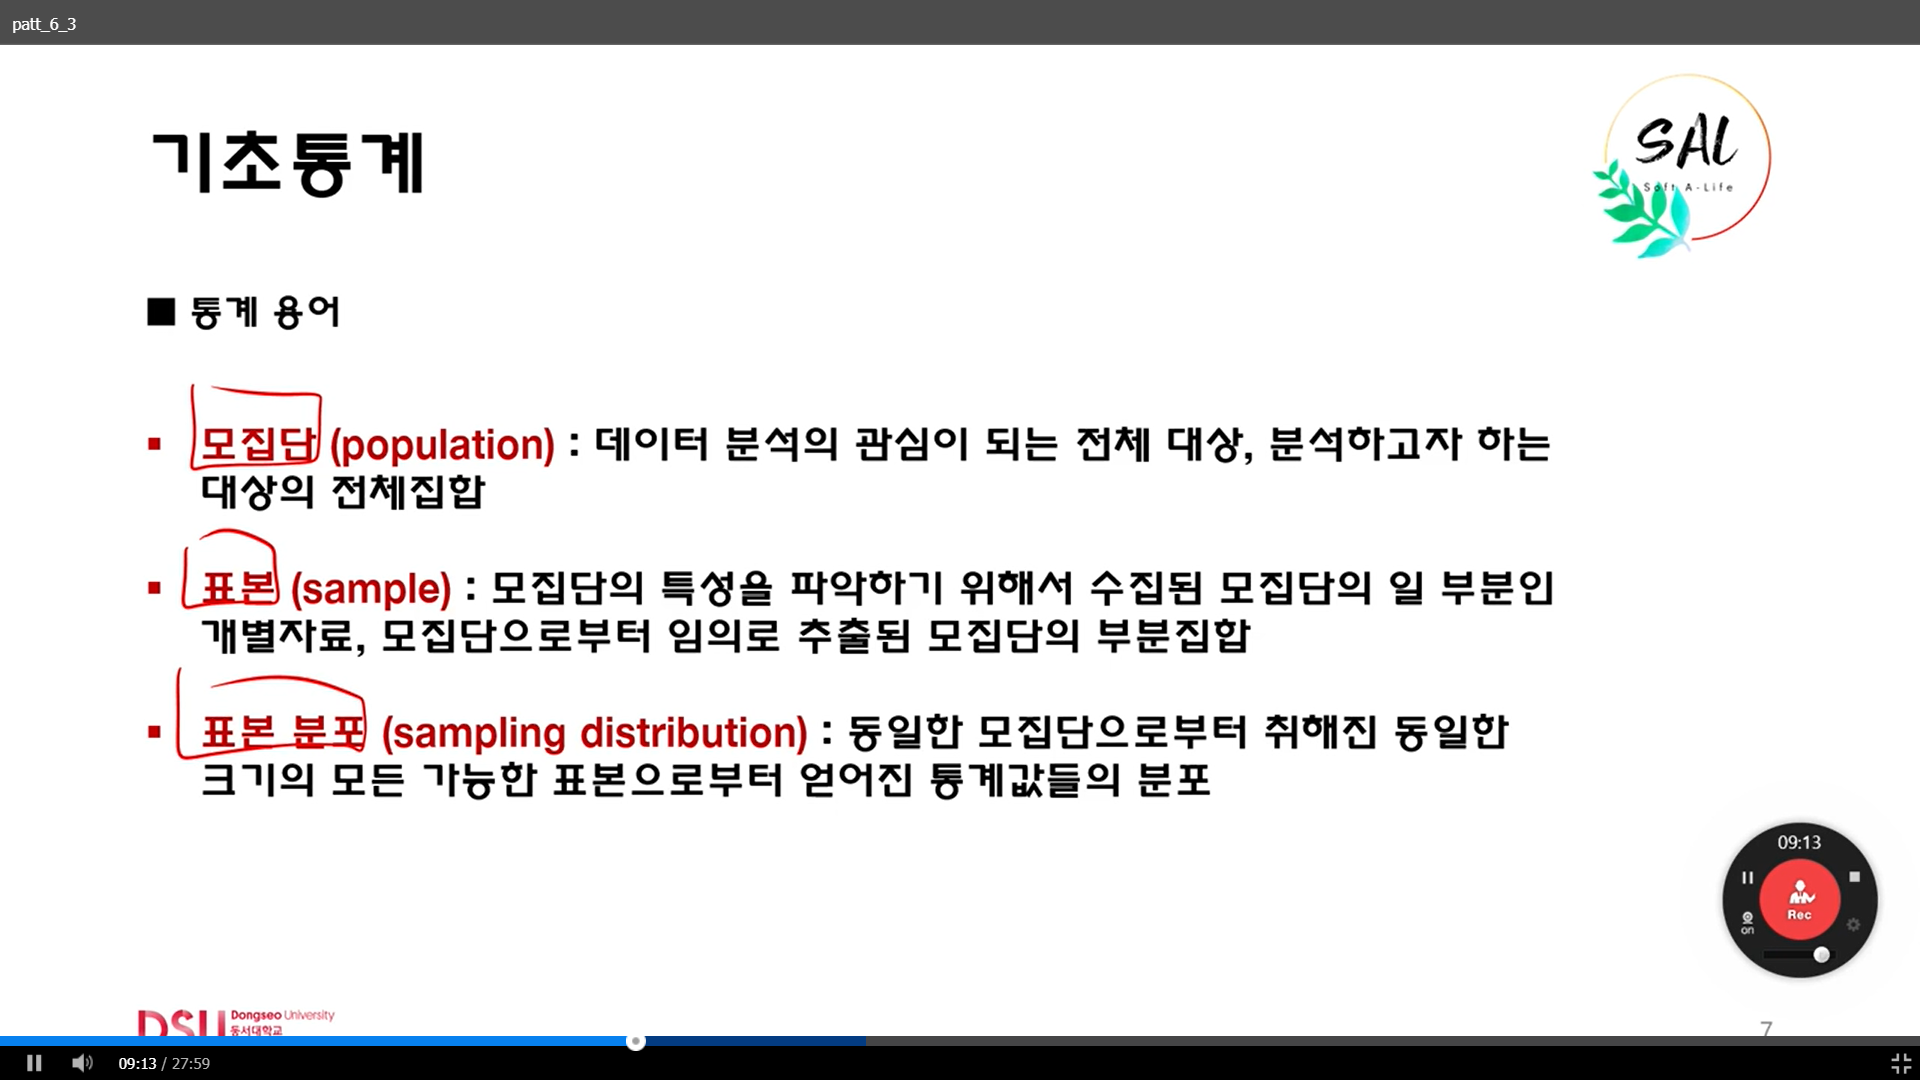 patt_6_3
기초통계
SAL
Soft A-Life
■ 통계 용어
▪ 모집단 (population) : 데이터 분석의 관심이 되는 전체 대상, 분석하고자 하는
대상의 전체집합
▪ 표본 (sample) : 모집단의 특성을 파악하기 위해서 수집된 모집단의 일 부분인
개별자료, 모집단으로부터 임의로 추출된 모집단의 부분집합
▪ 표본 분포 (sampling distribution) : 동일한 모집단으로부터 취해진 동일한
크기의 모든 가능한 표본으로부터 얻어진 통계값들의 분포
09:13
Rec
on
DSU Dongseo University
동서대학교
7
09:13 / 27:59